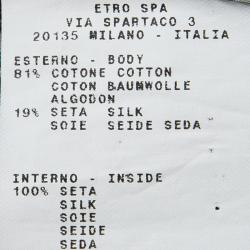 ETRO SPA
VIA SPARTACO 3
20135 MILANO - ITALIA
ESTERNO - BODY
81% COTONE COTTON
COTON BAUMWOLLE
ALGODON
19% SETA SILK
SOIE SEIDE SEDA
INTERNO - INSIDE
100% SETA
SILK
SOIE
SEIDE
SEDA